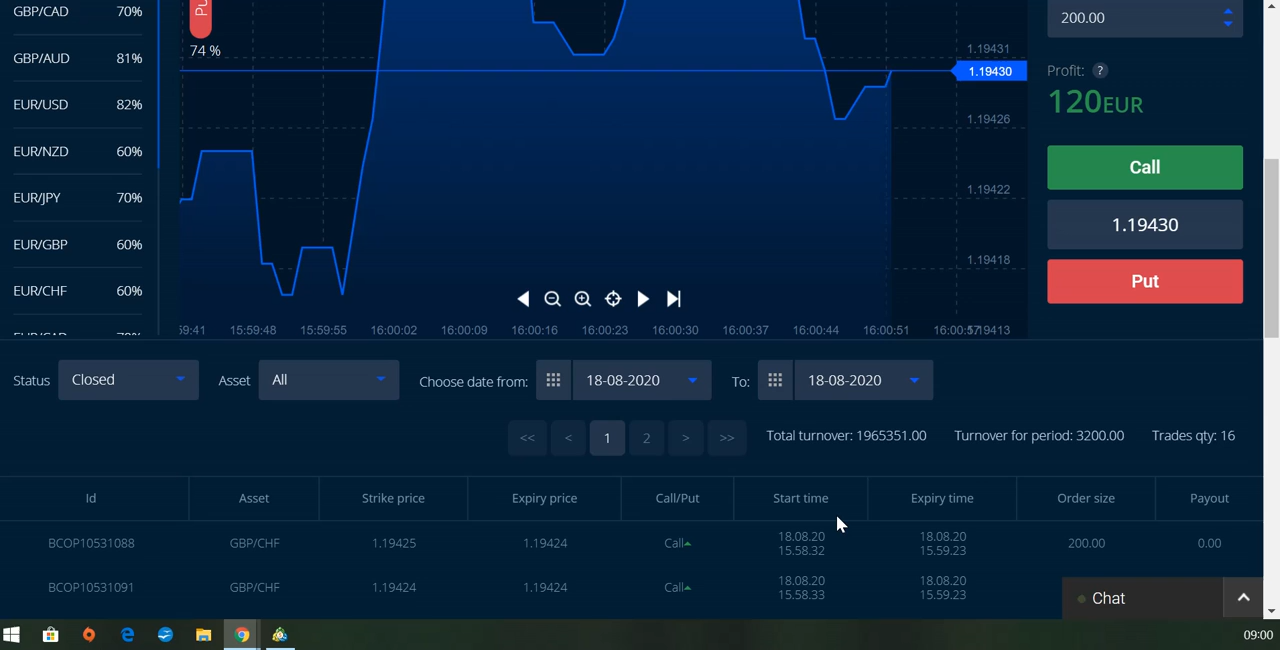 GBP/CAD 70%
GBP/AUD 81%
EUR/USD 82%
EUR/NZD 60%
EUR/JPY 70%
EUR/GBP 60%
EUR/CHF 60%
74 %
1.19431
1.19430
1.19426
1.19422
1.19418
1.19413
15:59:48 15:59:55 16:00:02 16:00:09 16:00:16 16:00:23 16:00:30 16:00:37 16:00:44 16:00:51
200.00
Profit: ?
120EUR
Call
1.19430
Put
Status Closed Asset All Choose date from: 18-08-2020 To: 18-08-2020
<< < 1 2 > >> Total turnover: 1965351.00 Turnover for period: 3200.00 Trades qty: 16
Id Asset Strike price Expiry price Call/Put Start time Expiry time Order size Payout
BCOP10531088 GBP/CHF 1.19425 1.19424 Call 18.08.20 15.58.32 18.08.20 15.59.23 200.00 0.00
BCOP10531091 GBP/CHF 1.19424 1.19424 Call 18.08.20 15.58.33 18.08.20 15.59.23
Chat
09:00